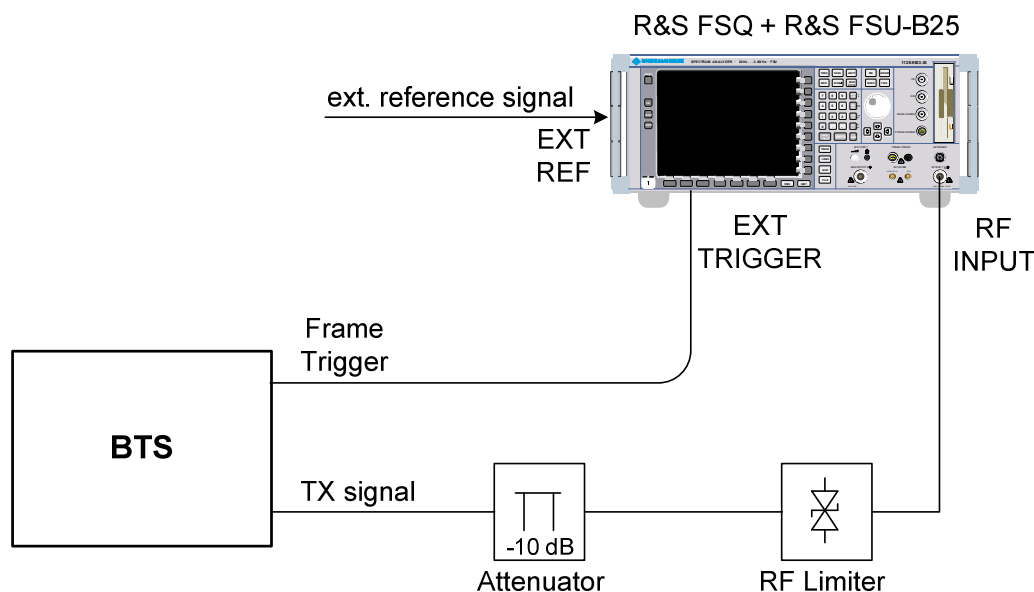 R&S FSQ + R&S FSU-B25
ext. reference signal
EXT
REF
EXT
TRIGGER
RF
INPUT
Frame
Trigger
BTS
TX signal
-10 dB
Attenuator
RF Limiter